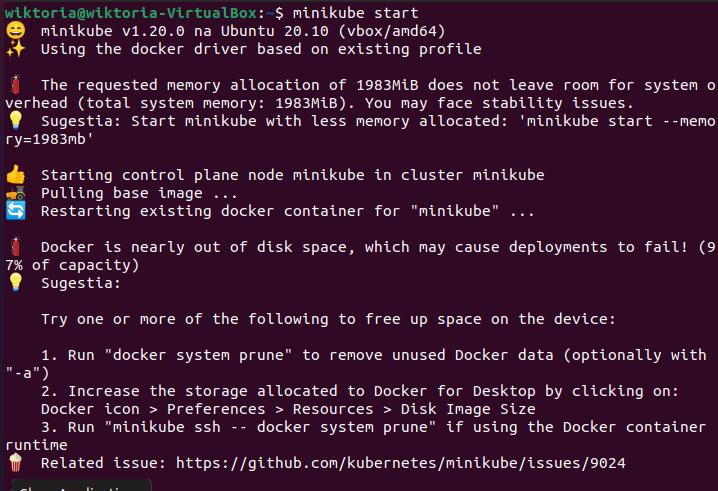 wiktoria@wiktoria-VirtualBox:~$ minikube start
😄  minikube v1.20.0 na Ubuntu 20.10 (vbox/amd64)
✨  Using the docker driver based on existing profile
🧯  The requested memory allocation of 1983MiB does not leave room for system o
verhead (total system memory: 1983MiB). You may face stability issues.
💡  Sugestia: Start minikube with less memory allocated: 'minikube start --memo
ry=1983mb'
👍  Starting control plane node minikube in cluster minikube
🚜  Pulling base image ...
🔄  Restarting existing docker container for "minikube" ...
🧯  Docker is nearly out of disk space, which may cause deployments to fail! (9
7% of capacity)
💡  Sugestia:
Try one or more of the following to free up space on the device:
1. Run "docker system prune" to remove unused Docker data (optionally with
"-a")
2. Increase the storage allocated to Docker for Desktop by clicking on:
Docker icon > Preferences > Resources > Disk Image Size
3. Run "minikube ssh -- docker system prune" if using the Docker container
runtime
🍿  Related issue: https://github.com/kubernetes/minikube/issues/9024